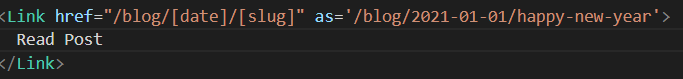 <Link href="/blog/[date]/[slug]" as='/blog/2021-01-01/happy-new-year'>
Read Post
</Link>